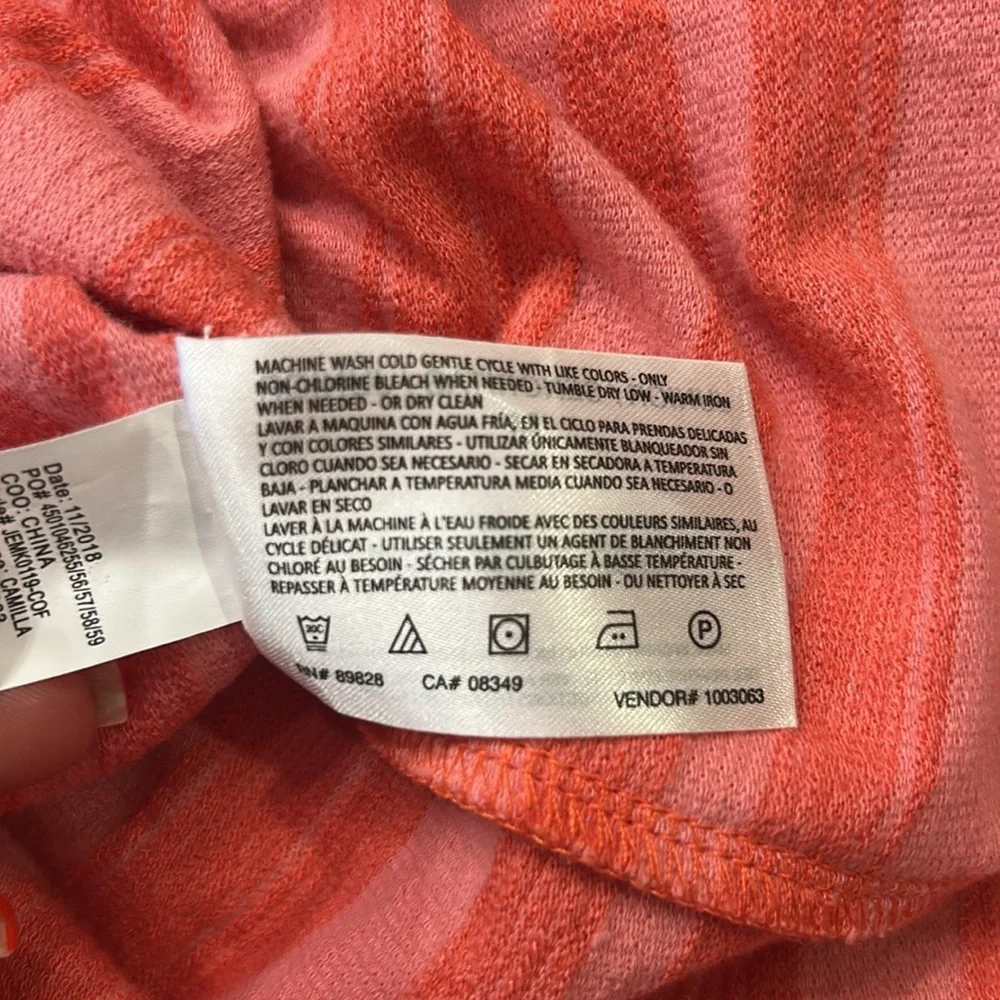 MACHINE WASH COLD GENTLE CYCLE WITH LIKE COLORS - ONLY
NON-CHLORINE BLEACH WHEN NEEDED - TUMBLE DRY LOW - WARM IRON
WHEN NEEDED - OR DRY CLEAN
LAVAR A MAQUINA CON AGUA FRÍA, EN EL CICLO PARA PRENDAS DELICADAS
Y CON COLORES SIMILARES - UTILIZAR ÚNICAMENTE BLANQUEADOR SIN
CLORO CUANDO SEA NECESARIO - SECAR EN SECADORA A TEMPERATURA
BAJA - PLANCHAR A TEMPERATURA MEDIA CUANDO SEA NECESARIO - O
LAVAR EN SECO
LAVER À LA MACHINE À L'EAU FROIDE AVEC DES COULEURS SIMILAIRES, AU
CYCLE DÉLICAT - UTILISER SEULEMENT UN AGENT DE BLANCHIMENT NON
CHLORÉ AU BESOIN - SÉCHER PAR CULBUTAGE À BASSE TEMPÉRATURE -
REPASSER À TEMPÉRATURE MOYENNE AU BESOIN - OU NETTOYER À SEC
30C
P
RN# 89828 CA# 08349 VENDOR# 1003063
Date: 11/2018
PO# 4501046255/56/57/58/59
COO: CHINA
JEMK0119-COF
CAMILLA